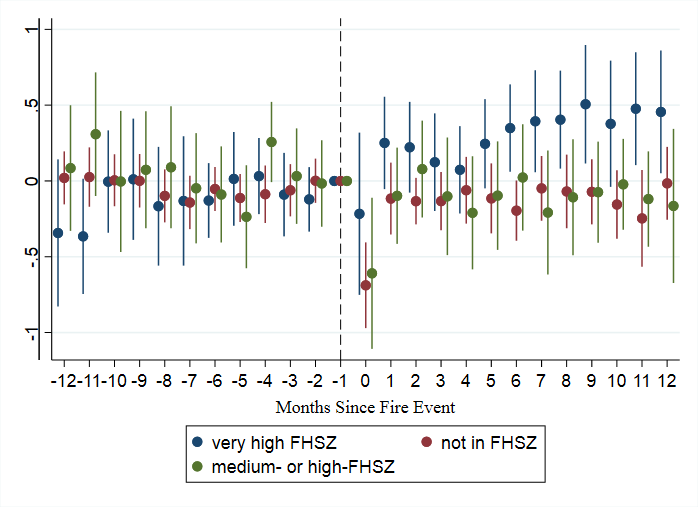 1
.5
0
-.5
-1
-12 -11 -10 -9 -8 -7 -6 -5 -4 -3 -2 -1 0 1 2 3 4 5 6 7 8 9 10 11 12
Months Since Fire Event
very high FHSZ not in FHSZ
medium- or high-FHSZ